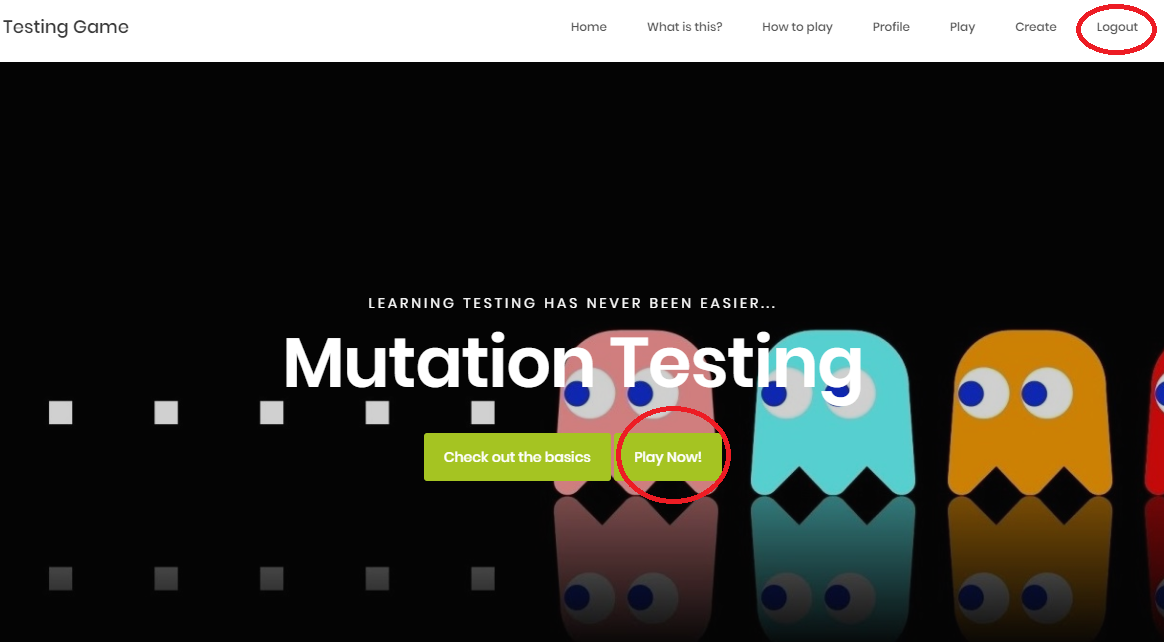 Testing Game Home What is this? How to play Profile Play Create Logout
LEARNING TESTING HAS NEVER BEEN EASIER...
Mutation Testing
Check out the basics Play Now!